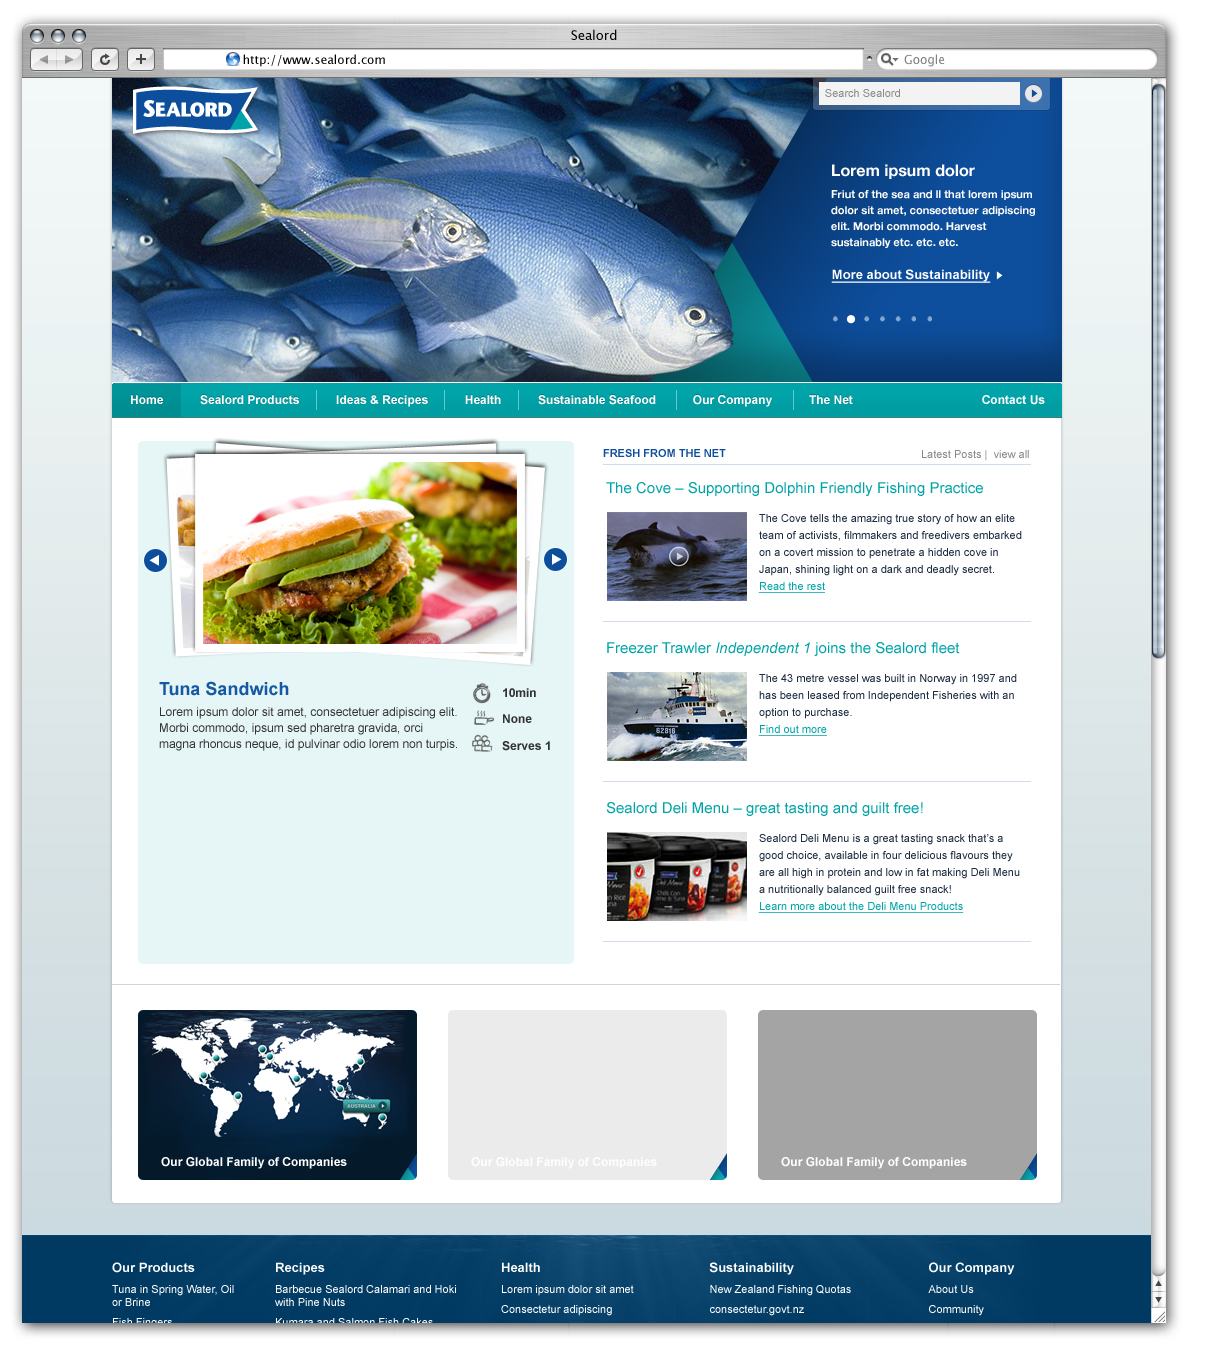 Sealord
http://www.sealord.com
Google
SEALORD
Search Sealord
Lorem ipsum dolor
Friut of the sea and ll that lorem ipsum
dolor sit amet, consectetuer adipiscing
elit. Morbi commodo. Harvest
sustainably etc. etc. etc.
More about Sustainability
Home
Sealord Products
Ideas & Recipes
Health
Sustainable Seafood
Our Company
The Net
Contact Us
Tuna Sandwich
Lorem ipsum dolor sit amet, consectetuer adipiscing elit.
Morbi commodo, ipsum sed pharetra gravida, orci
magna rhoncus neque, id pulvinar odio lorem non turpis.
10min
None
Serves 1
FRESH FROM THE NET
Latest Posts | view all
The Cove – Supporting Dolphin Friendly Fishing Practice
The Cove tells the amazing true story of how an elite
team of activists, filmmakers and freedivers embarked
on a covert mission to penetrate a hidden cove in
Japan, shining light on a dark and deadly secret.
Read the rest
Freezer Trawler Independent 1 joins the Sealord fleet
62816
The 43 metre vessel was built in Norway in 1997 and
has been leased from Independent Fisheries with an
option to purchase.
Find out more
Sealord Deli Menu – great tasting and guilt free!
Sealord Deli Menu is a great tasting snack that's a
good choice, available in four delicious flavours they
are all high in protein and low in fat making Deli Menu
a nutritionally balanced guilt free snack!
Learn more about the Deli Menu Products
AUSTRALIA
Our Global Family of Companies
Our Global Family of Companies
Our Global Family of Companies
Our Products
Tuna in Spring Water, Oil
or Brine
Fish Fingers
Recipes
Barbecue Sealord Calamari and Hoki
with Pine Nuts
Kumara and Salmon Fish Cakes
Health
Lorem ipsum dolor sit amet
Consectetur adipiscing
Sustainability
New Zealand Fishing Quotas
consectetur.govt.nz
Our Company
About Us
Community